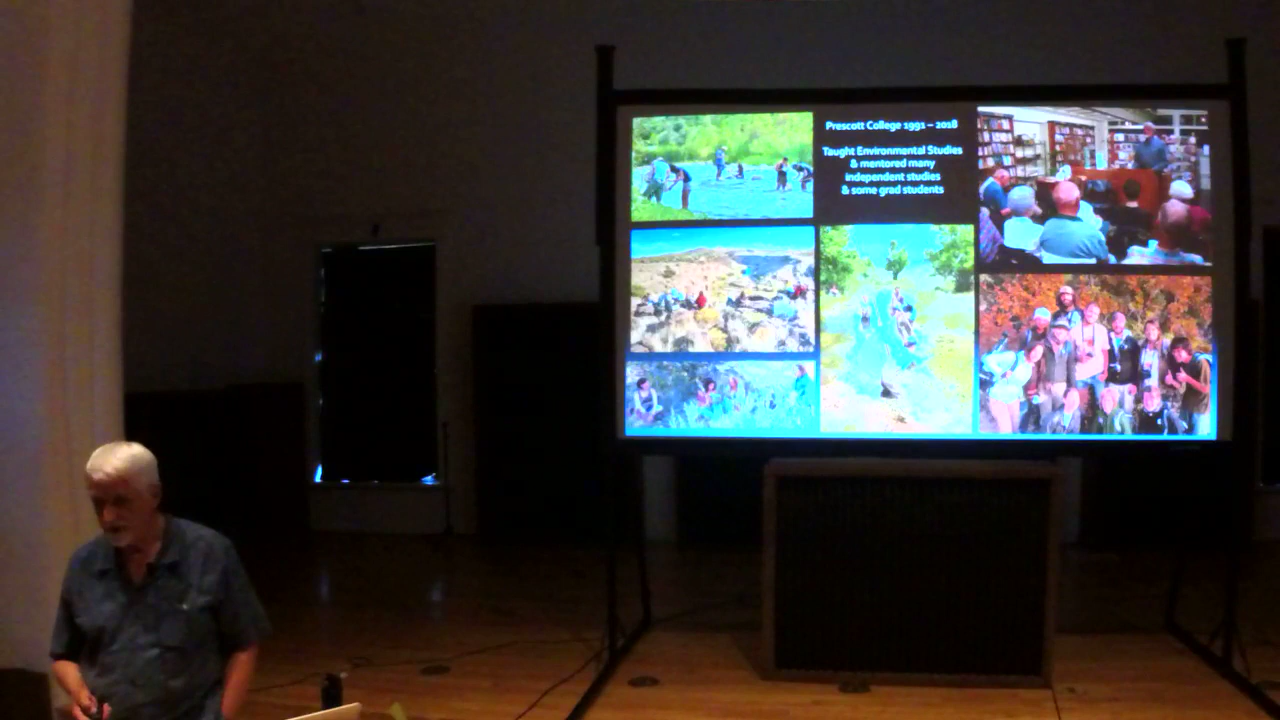 Prescott College 1991 – 2018
Taught Environmental Studies
& mentored many
independent studies
& some grad students